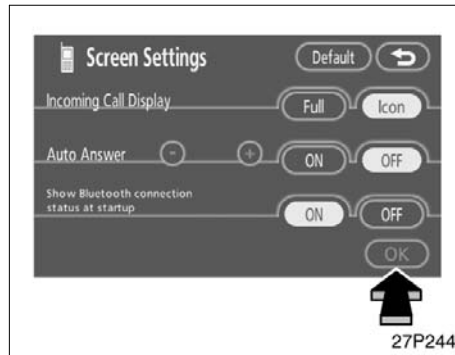 Screen Settings Default
Incoming Call Display Full Icon
Auto Answer - + ON OFF
Show Bluetooth connection
status at startup ON OFF
OK
27P244